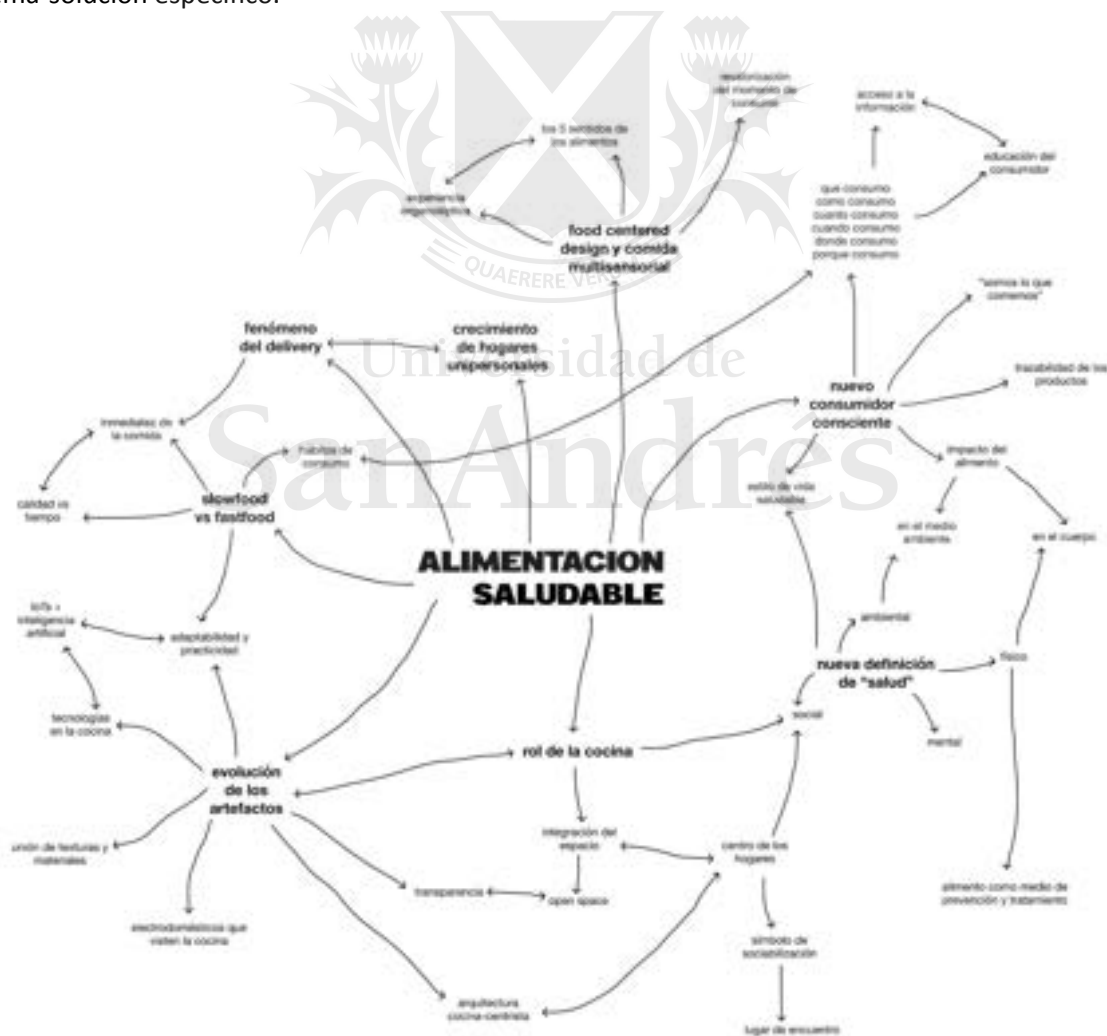 específico.
revalorización
del momento de
consumo
acceso a la
información
los 5 sentidos de
los alimentos
educación del
consumidor
experiencia
organoléptica
que consumo
como consumo
cuanto consumo
cuando consumo
donde consumo
porque consumo
food centered
design y comida
multisensorial
QUAERERE VERUM
"somos lo que
comemos"
fenómeno
del delivery
crecimiento
de hogares
unipersonales
Universidad de
SanAndrés
trazabilidad de los
productos
nuevo
consumidor
consciente
inmediatez de
la comida
hábitos de
consumo
impacto del
alimento
calidad vs
tiempo
slowfood
vs fastfood
estilo de vida
saludable
en el medio
ambiente
en el cuerpo
ALIMENTACION
SALUDABLE
inteligencia
artificial
adaptabilidad y
practicidad
ambiental
nueva definición
de "salud"
físico
tecnologías
en la cocina
social
mental
rol de la cocina
evolución
de los
artefactos
integración del
espacio
centro de los
hogares
unión de texturas y
materiales
transparencia
open space
alimento como medio de
prevención y tratamiento
electrodomésticos que
visten la cocina
símbolo de
sociabilización
arquitectura
cocina-centrista
lugar de encuentro